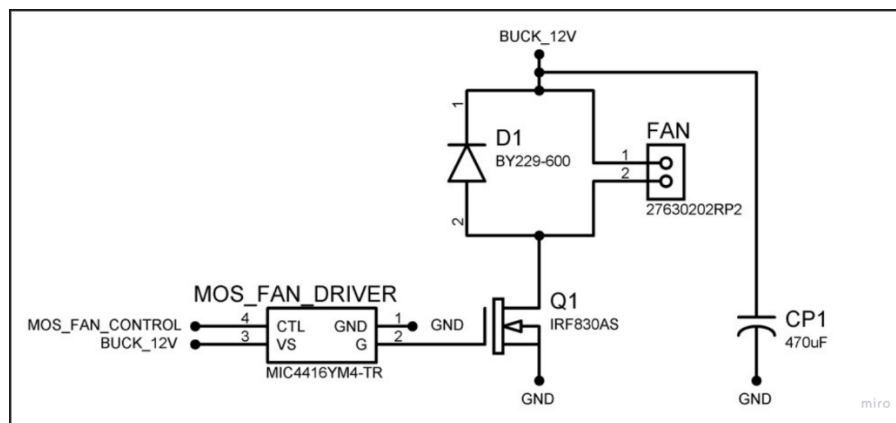 BUCK_12V
1
D1
BY229-600
2
FAN
1
2
27630202RP2
MOS_FAN_DRIVER
MOS_FAN_CONTROL 4 CTL GND 1 GND
BUCK_12V 3 VS G 2
MIC4416YM4-TR
Q1
IRF830AS
GND
CP1
470uF
GND
miro